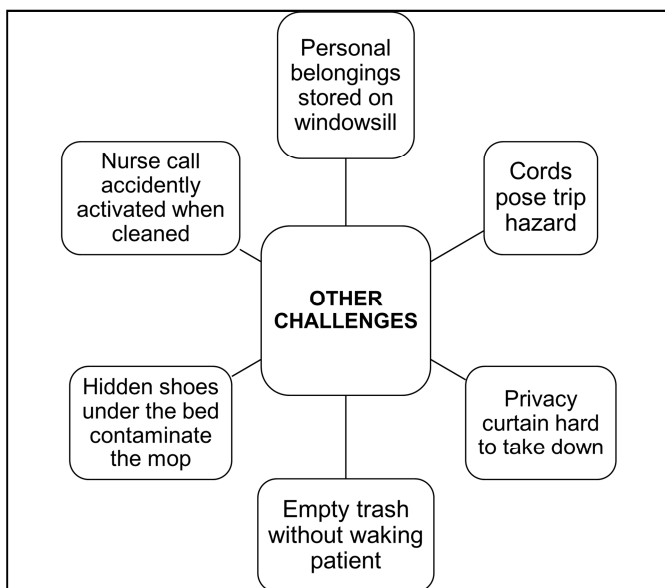 Personal
belongings
stored on
windowsill
Nurse call
accidently
activated when
cleaned
Cords
pose trip
hazard
OTHER
CHALLENGES
Hidden shoes
under the bed
contaminate
the mop
Privacy
curtain hard
to take down
Empty trash
without waking
patient